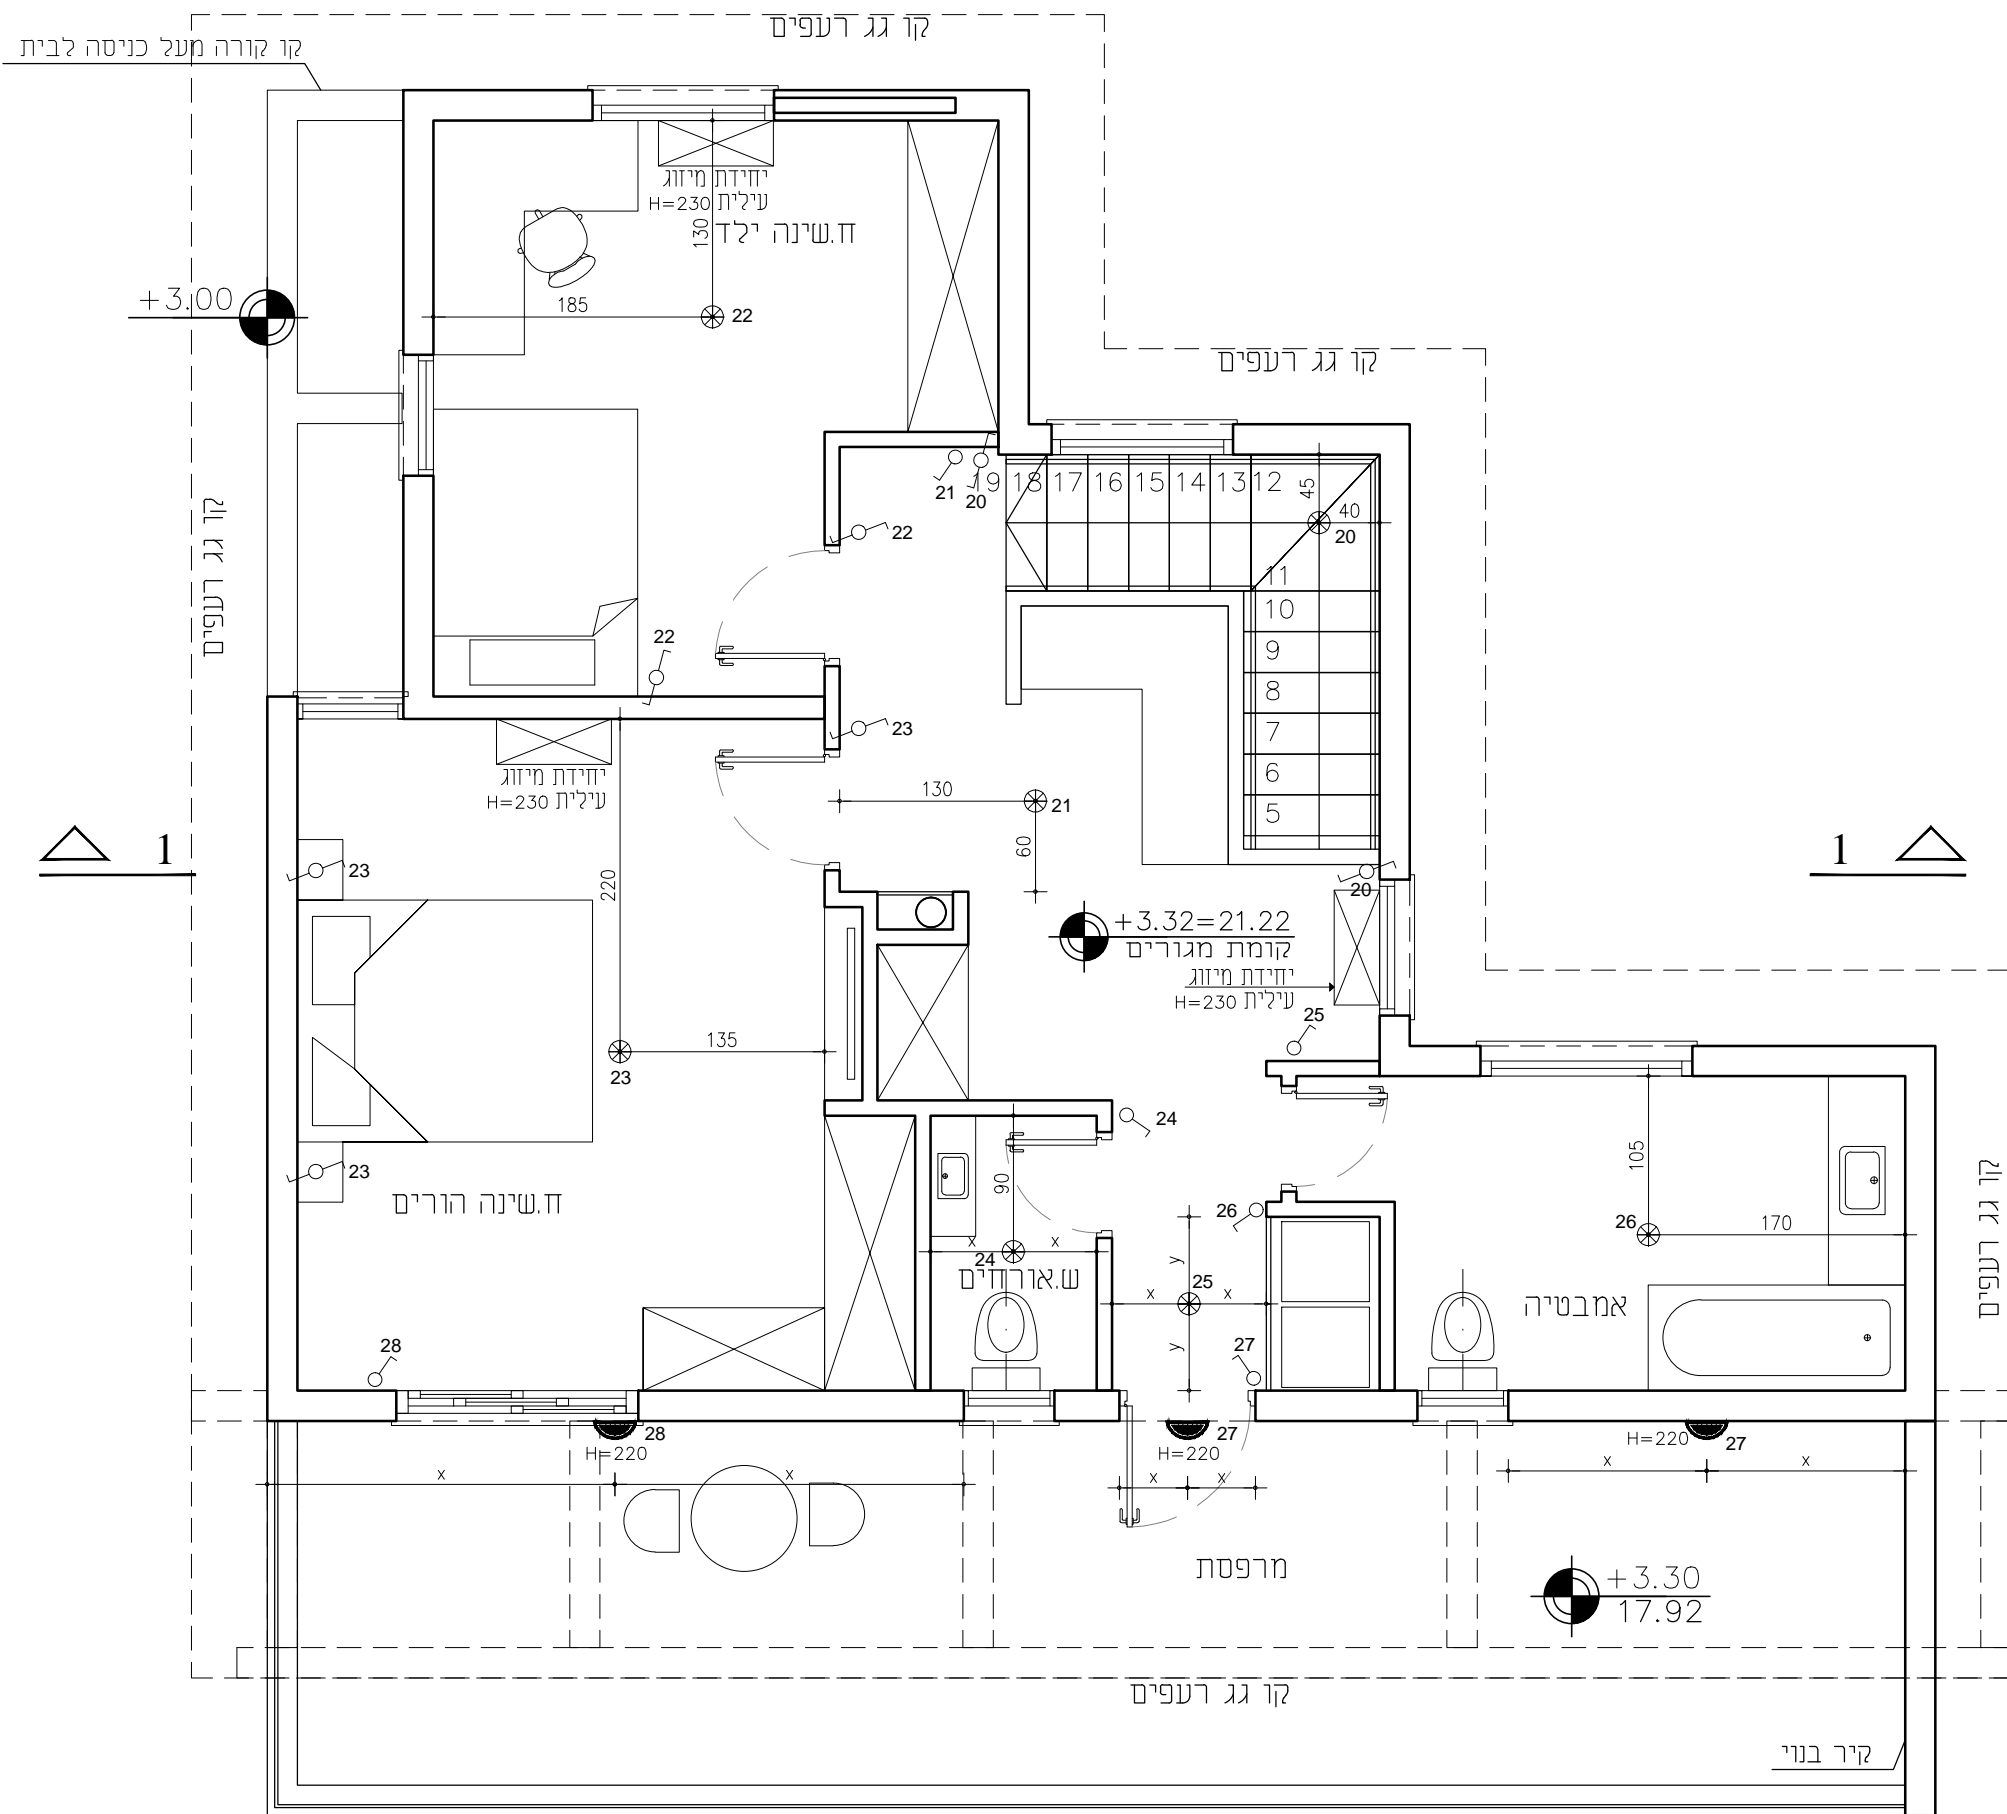 קו גג רעפים
קו קורה מעל כניסה לבית
יחידת מיזוג
עילית H=230
130
ח.שינה ילד
+3.00
185
22
קו גג רעפים
קו גג רעפים
21
20
19 18 17 16 15 14 13 12
45
40
20
22
11
10
9
8
7
6
5
22
23
יחידת מיזוג
עילית H=230
130
21
60
220
1
1
23
20
+3.32=21.22
קומת מגורים
יחידת מיזוג
עילית H=230
25
135
23
24
105
23
90
ח.שינה הורים
26
26
170
קו גג רעפים
x
x
24
ש.אורחים
y
25
x
x
y
אמבטיה
28
27
28
H=220
27
H=220
H=220
27
x
x
x
x
x
x
מרפסת
+3.30
17.92
קו גג רעפים
קיר בנוי